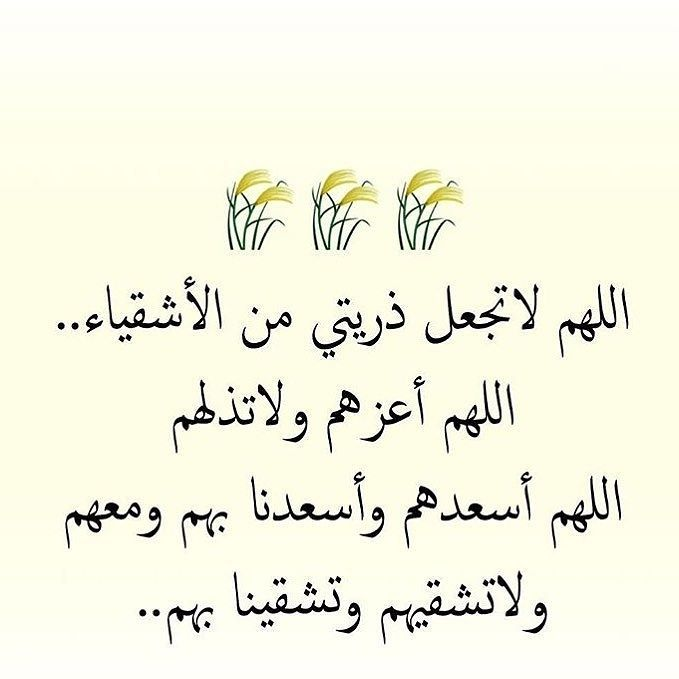 اللهم لاتجعل ذريتي من الأشقياء..
اللهم أعزهم ولاتذلهم
اللهم أسعدهم وأسعدنا بهم ومعهم
ولاتشقيهم وتشقينا بهم..